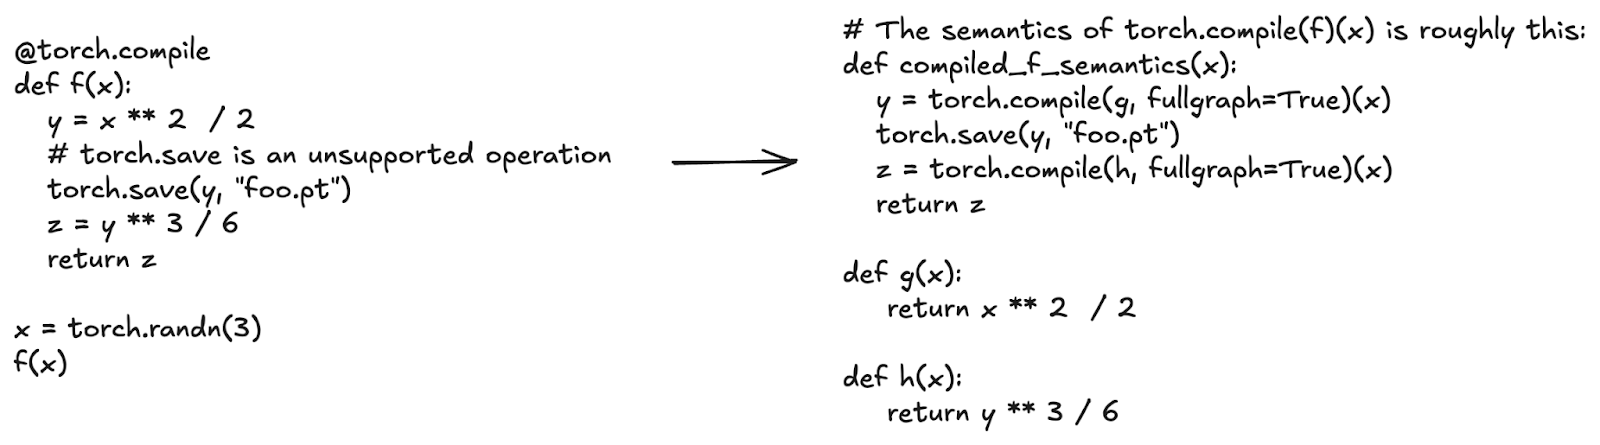 @torch.compile
def f(x):
y = x ** 2 / 2
# torch.save is an unsupported operation
torch.save(y, "foo.pt")
z = y ** 3 / 6
return z
x = torch.randn(3)
f(x)
# The semantics of torch.compile(f)(x) is roughly this:
def compiled_f_semantics(x):
y = torch.compile(g, fullgraph=True)(x)
torch.save(y, "foo.pt")
z = torch.compile(h, fullgraph=True)(x)
return z
def g(x):
return x ** 2 / 2
def h(x):
return y ** 3 / 6